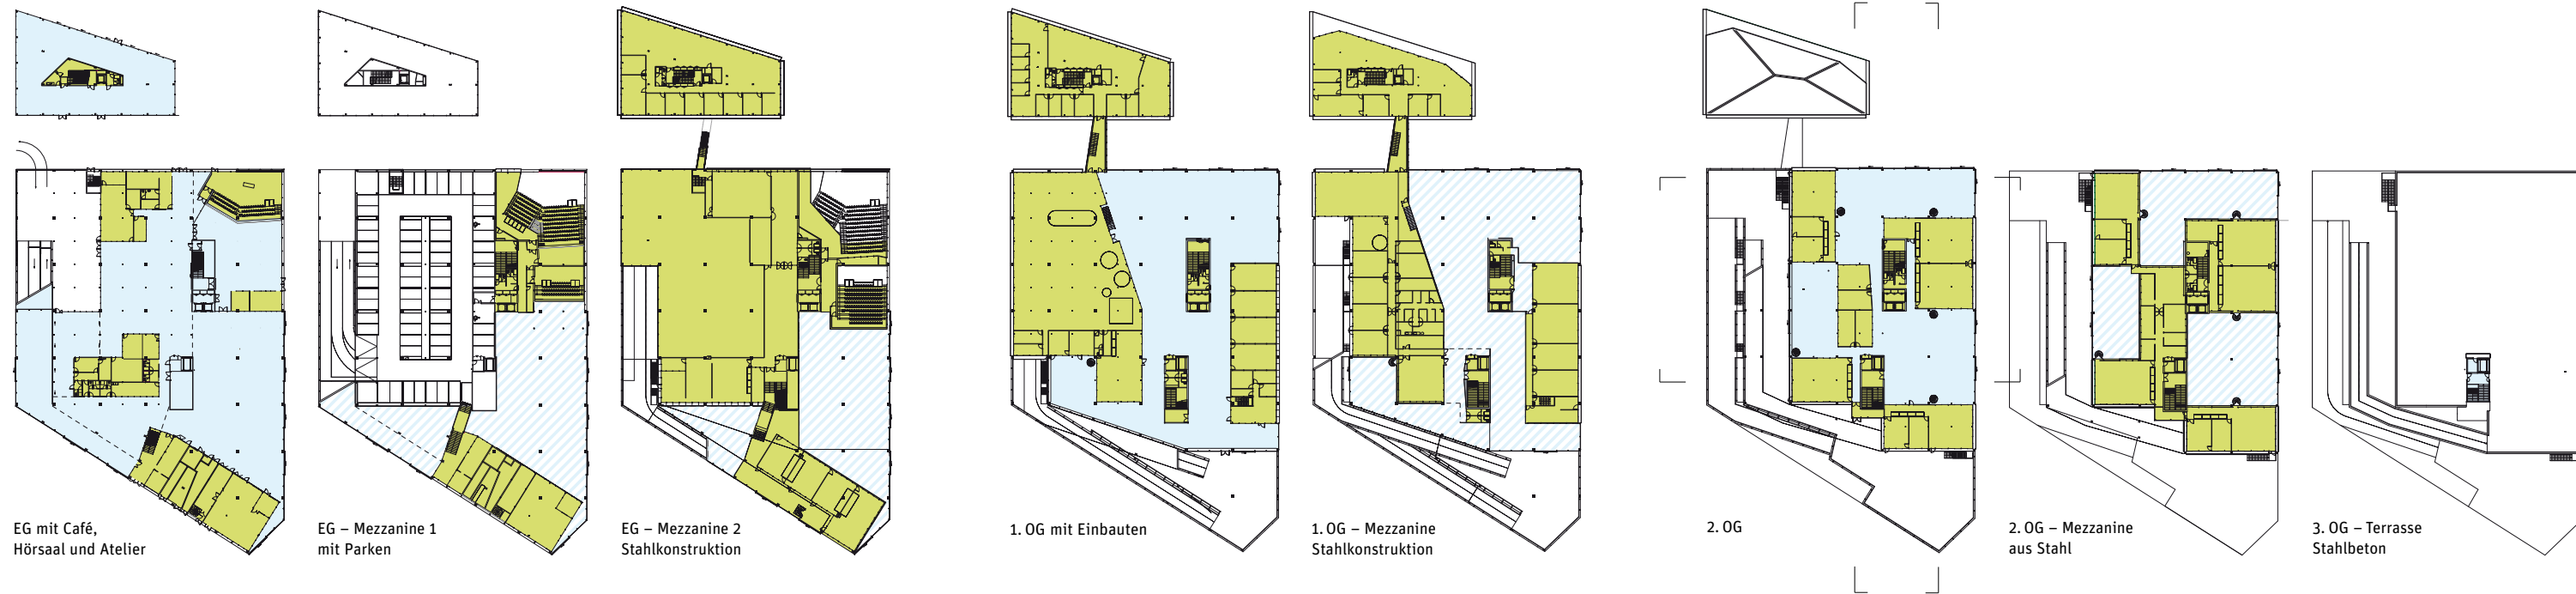 EG mit Café,
Hörsaal und Atelier
EG – Mezzanine 1
mit Parken
EG – Mezzanine 2
Stahlkonstruktion
1. OG mit Einbauten
1. OG – Mezzanine
Stahlkonstruktion
2. OG
2. OG – Mezzanine
aus Stahl
3. OG – Terrasse
Stahlbeton